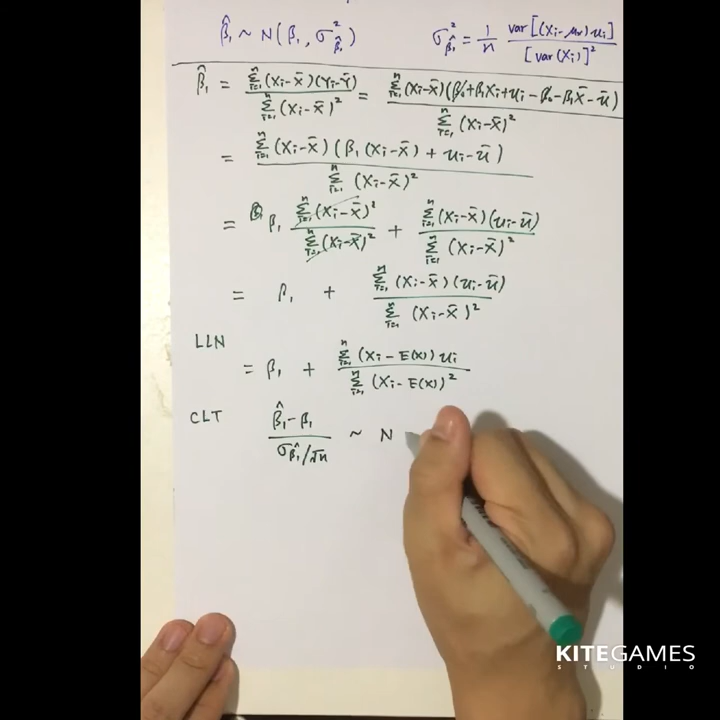 β̂₁ ~ N(β₁, σ²_β̂₁) σ²_β̂₁ = 1/n var[(Xi-μx)ui] / [var(Xi)]²
β̂₁ = Σⁿᵢ₌₁(Xi-X̄)(Yi-Ȳ) / Σⁿᵢ₌₁(Xi-X̄)² = Σⁿᵢ₌₁(Xi-X̄)(β₀+β₁Xi+ui-β₀-β₁X̄-ū) / Σⁿᵢ₌₁(Xi-X̄)²
= Σⁿᵢ₌₁(Xi-X̄)(β₁(Xi-X̄)+ui-ū) / Σⁿᵢ₌₁(Xi-X̄)²
= β₁ Σⁿᵢ₌₁(Xi-X̄)² / Σⁿᵢ₌₁(Xi-X̄)² + Σⁿᵢ₌₁(Xi-X̄)(ui-ū) / Σⁿᵢ₌₁(Xi-X̄)²
= β₁ + Σⁿᵢ₌₁(Xi-X̄)(ui-ū) / Σⁿᵢ₌₁(Xi-X̄)²
LLN
= β₁ + Σⁿᵢ₌₁(Xi-E(X))ui / Σⁿᵢ₌₁(Xi-E(X))²
CLT β̂₁-β₁ / σβ̂₁/√n ~ N
KITEGAMES
STUDIO